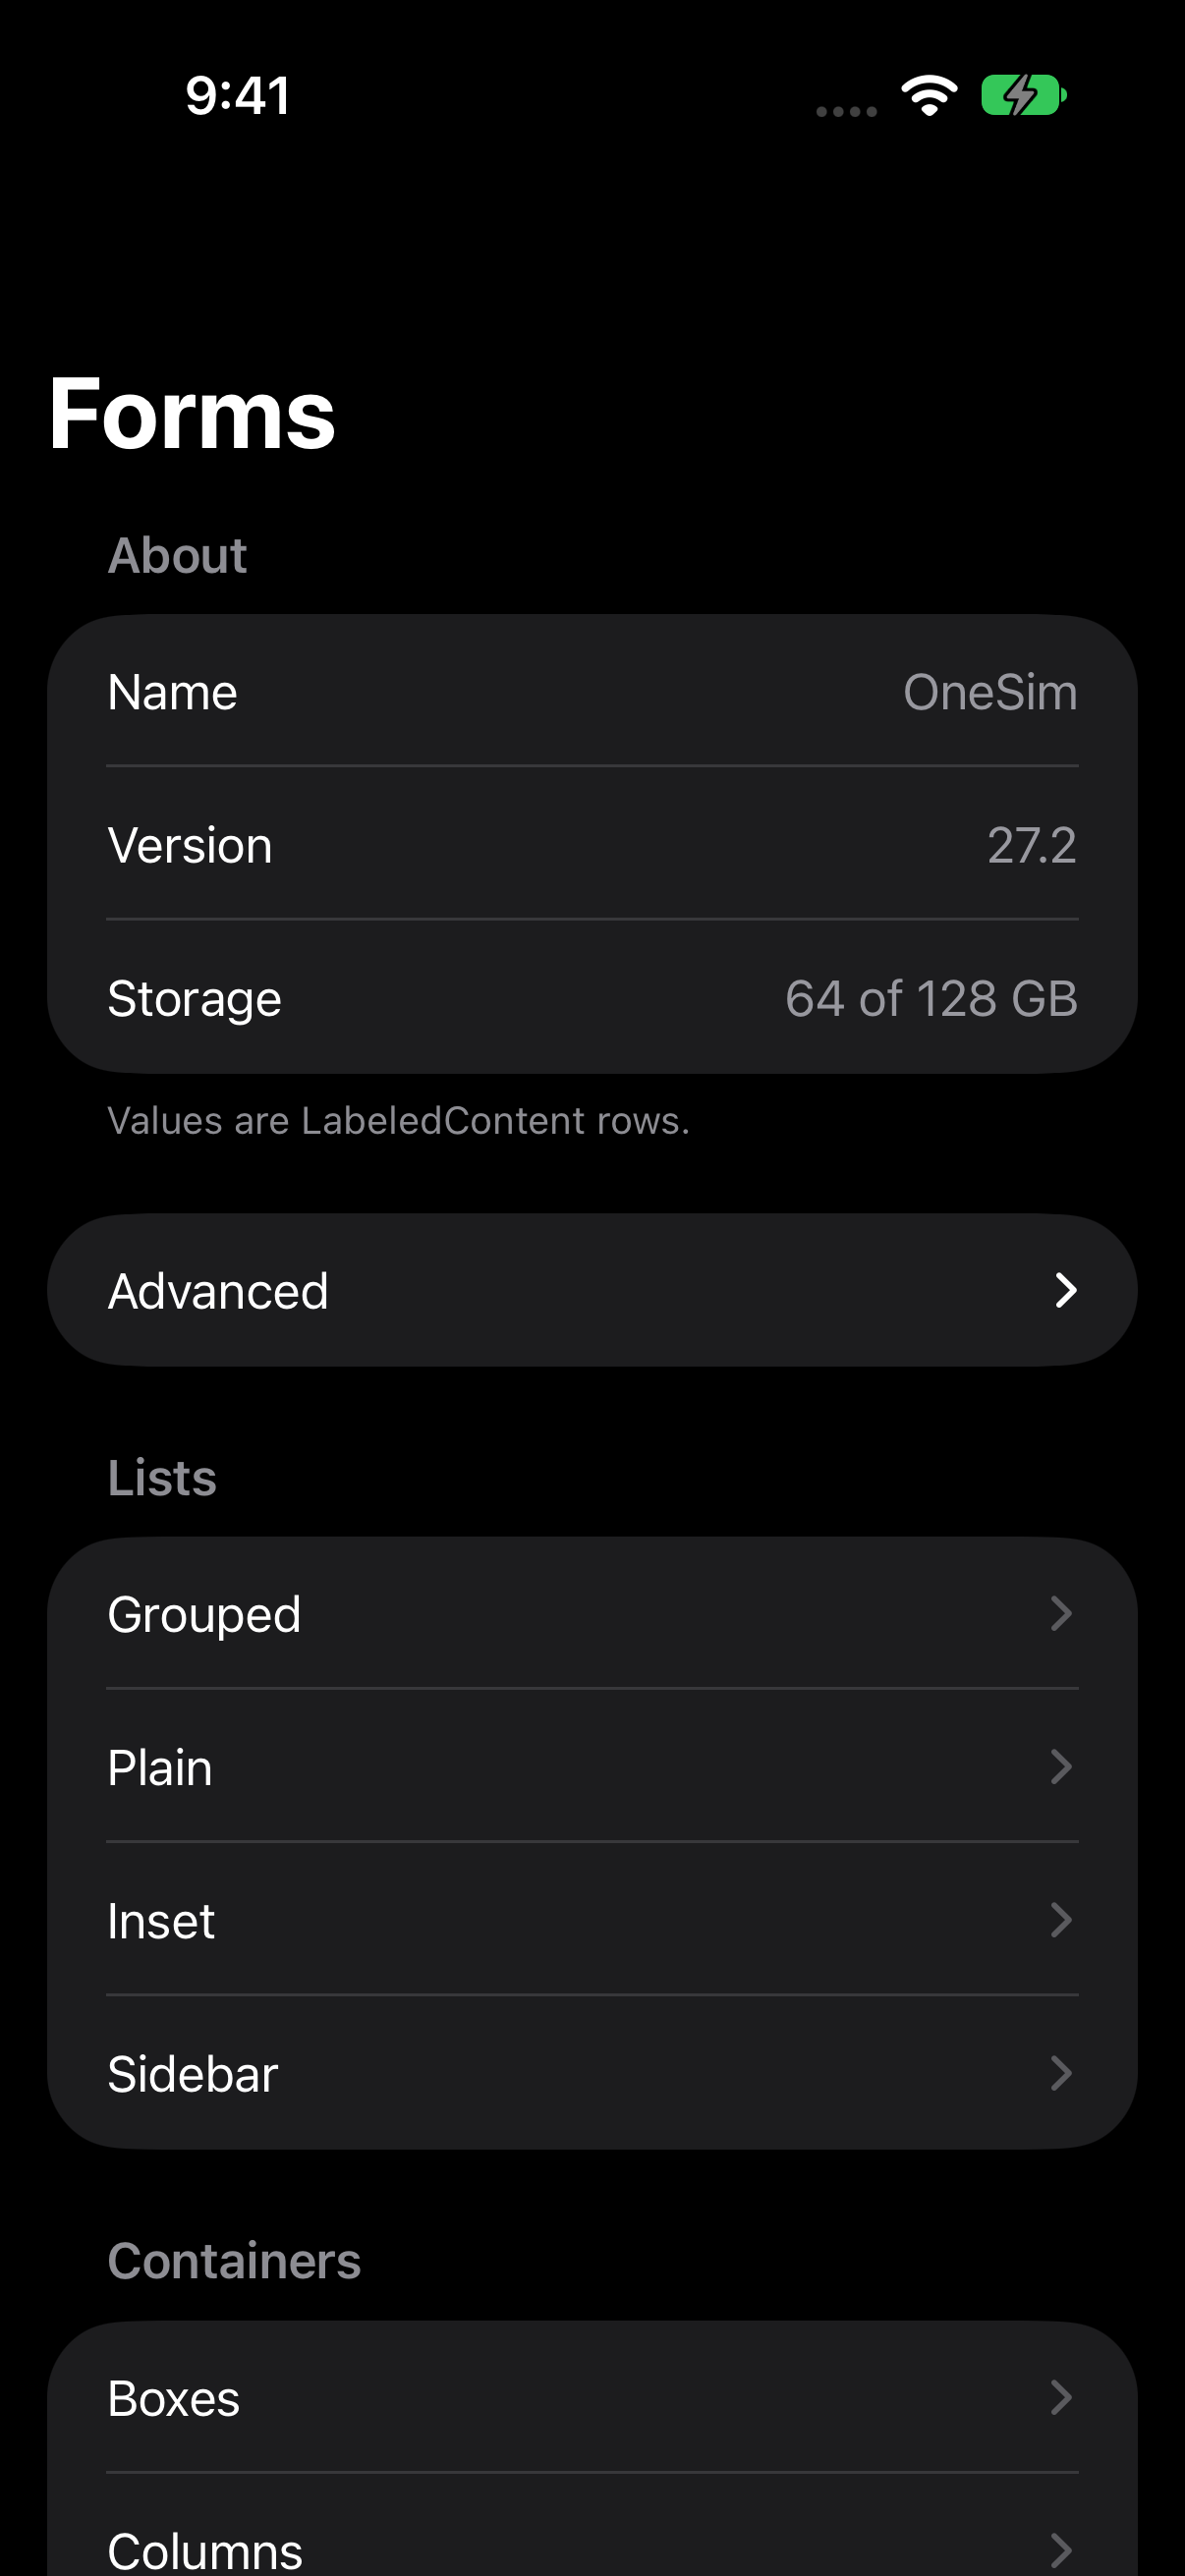 9:41
Forms
About
Name OneSim
Version 27.2
Storage 64 of 128 GB
Values are LabeledContent rows.
Advanced
Lists
Grouped
Plain
Inset
Sidebar
Containers
Boxes
Columns